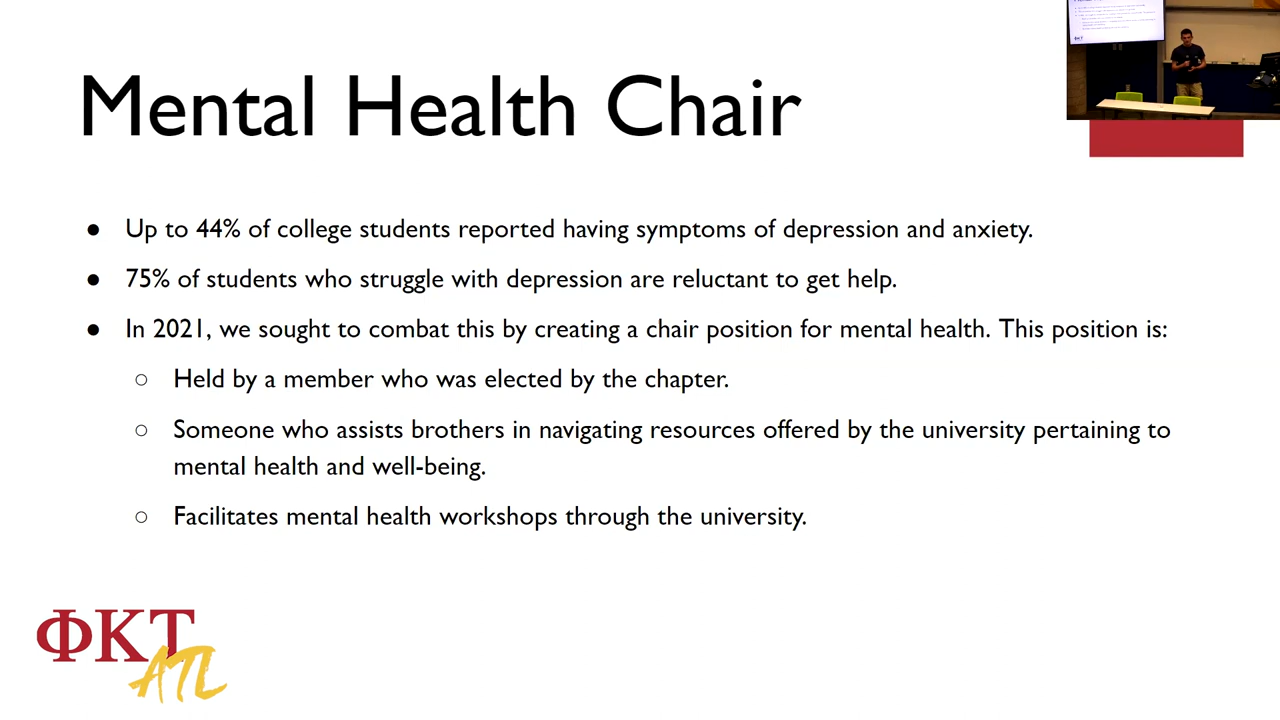 Mental Health Chair
● Up to 44% of college students reported having symptoms of depression and anxiety.
● 75% of students who struggle with depression are reluctant to get help.
● In 2021, we sought to combat this by creating a chair position for mental health. This position is:
○ Held by a member who was elected by the chapter.
○ Someone who assists brothers in navigating resources offered by the university pertaining to
mental health and well-being.
○ Facilitates mental health workshops through the university.
ΦΚΤ
ATL